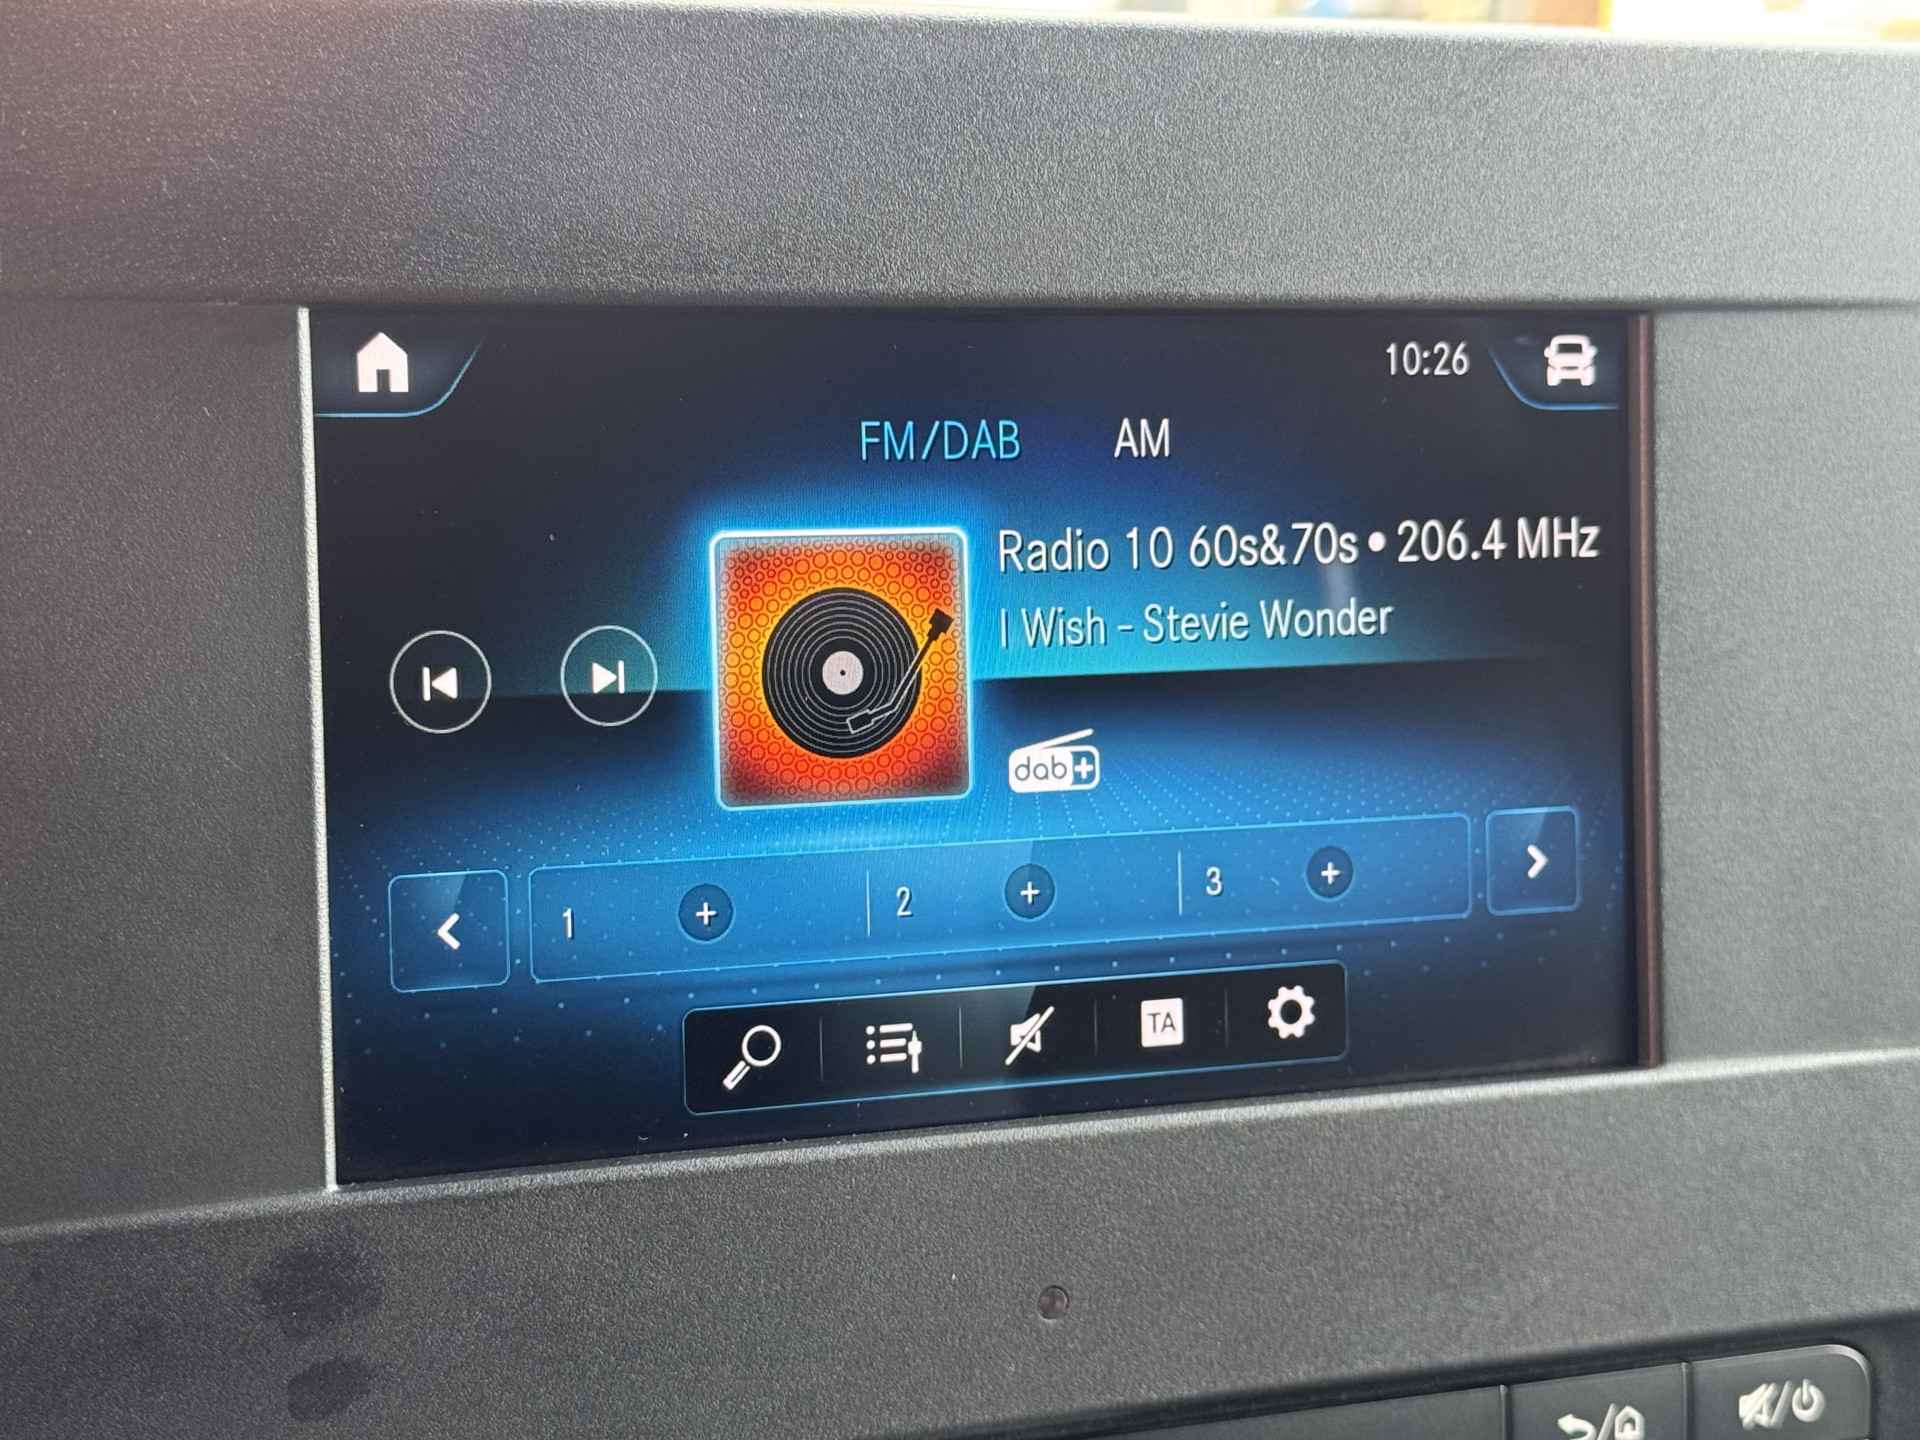 10:26
FM/DAB AM
Radio 10 60s&70s • 206.4 MHz
I Wish - Stevie Wonder
dab+
1 + 2 + 3 +
TA